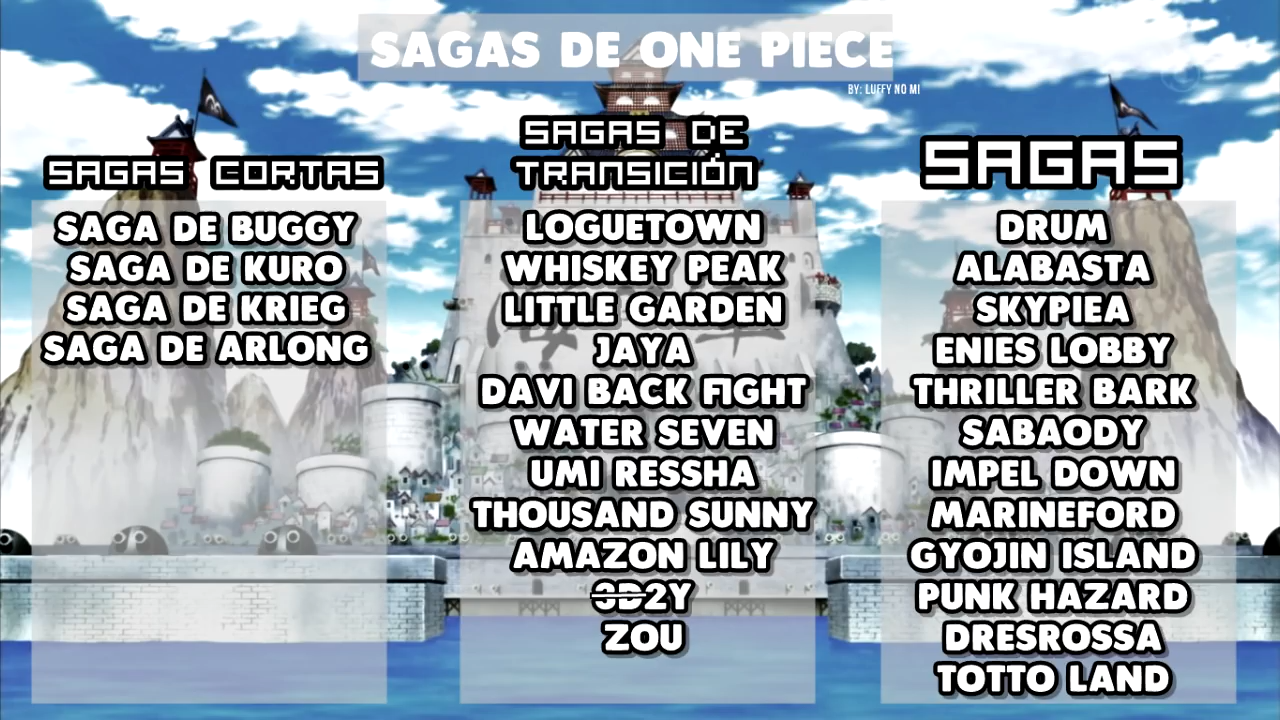 SAGAS DE ONE PIECE
BY: LUFFY NO MI
SAGAS CORTAS
SAGA DE BUGGY
SAGA DE KURO
SAGA DE KRIEG
SAGA DE ARLONG
SAGAS DE
TRANSICIÓN
LOGUETOWN
WHISKEY PEAK
LITTLE GARDEN
JAYA
DAVI BACK FIGHT
WATER SEVEN
UMI RESSHA
THOUSAND SUNNY
AMAZON LILY
3D2Y
ZOU
SAGAS
DRUM
ALABASTA
SKYPIEA
ENIES LOBBY
THRILLER BARK
SABAODY
IMPEL DOWN
MARINEFORD
GYOJIN ISLAND
PUNK HAZARD
DRESROSSA
TOTTO LAND